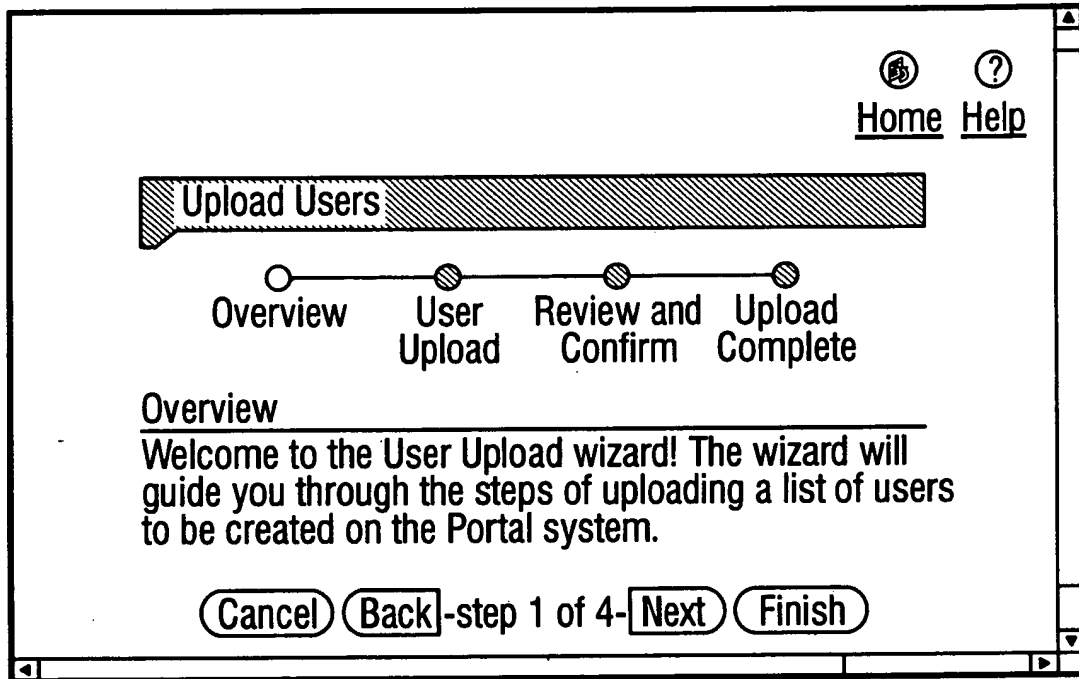 Home Help
Upload Users
Overview User Review and Upload
Upload Confirm Complete
Overview
Welcome to the User Upload wizard! The wizard will
guide you through the steps of uploading a list of users
to be created on the Portal system.
Cancel Back -step 1 of 4- Next Finish